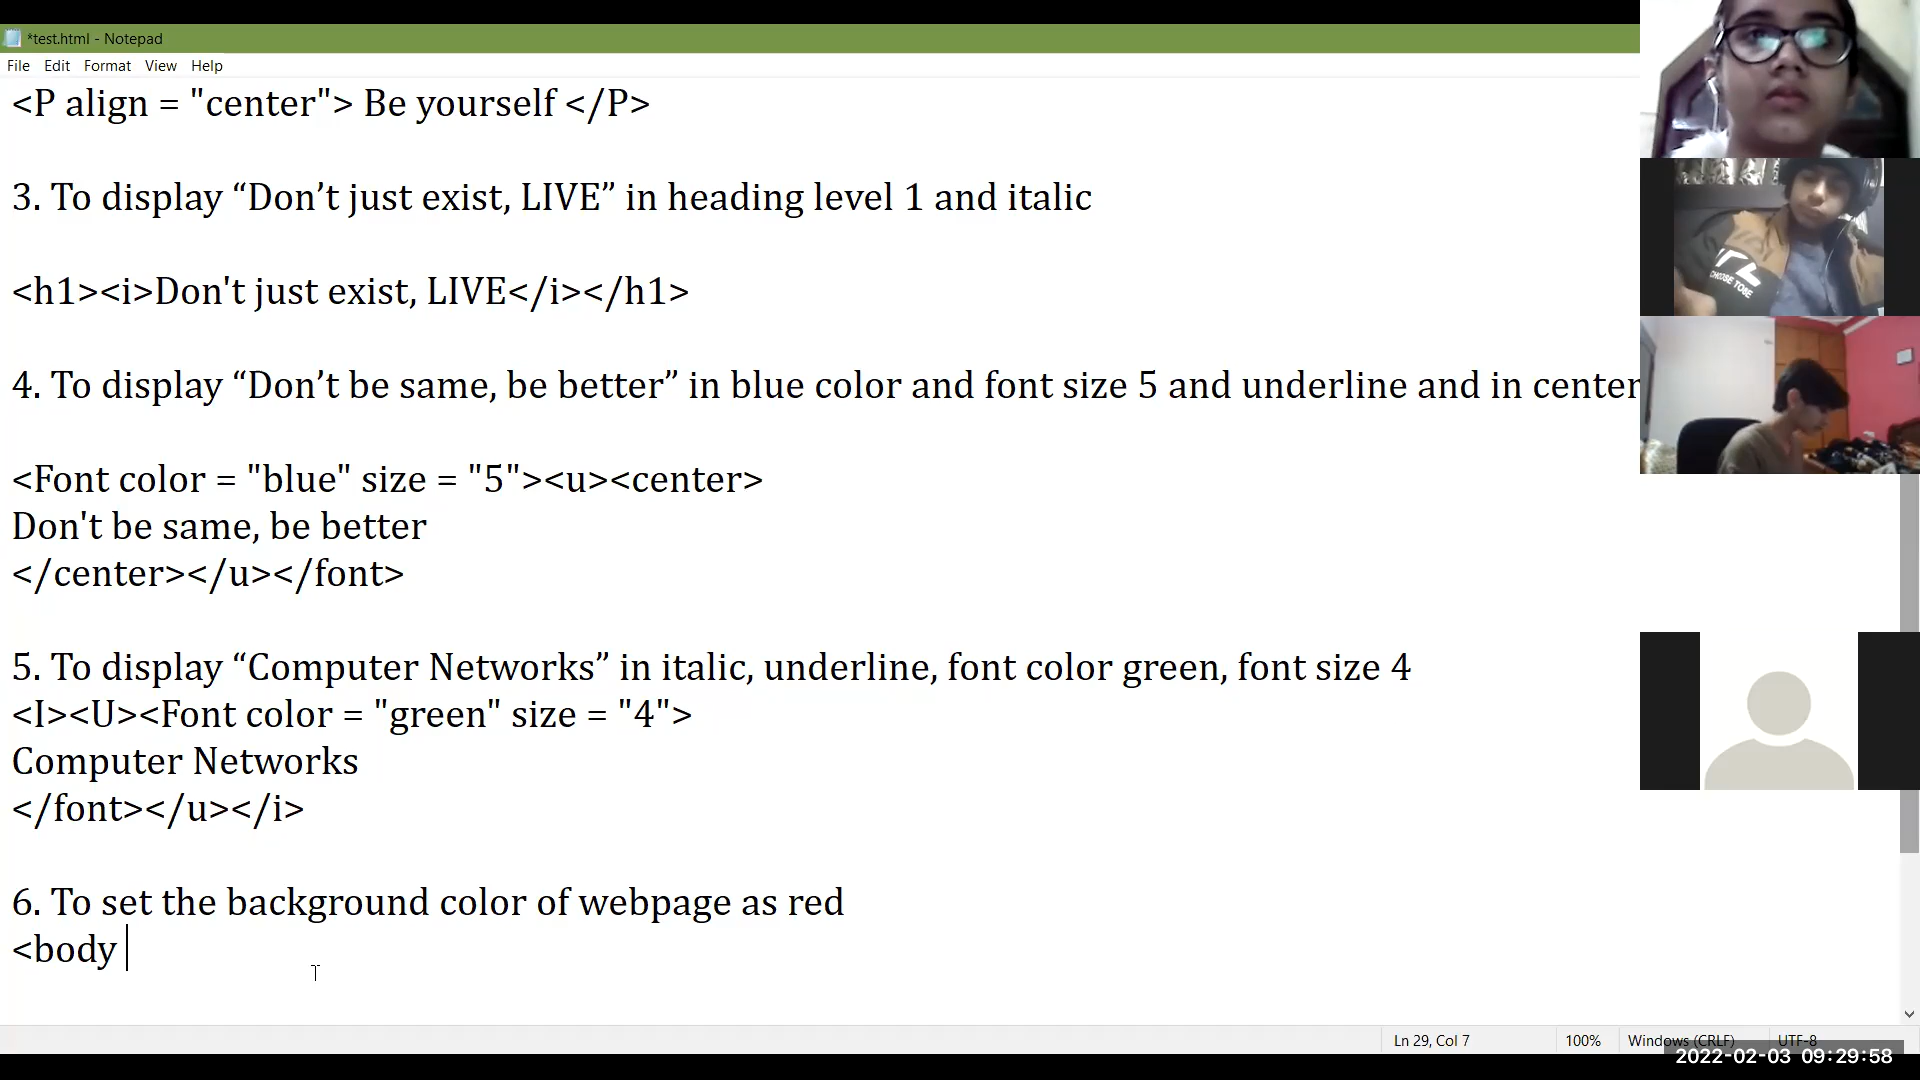 *test.html - Notepad
File Edit Format View Help
<P align = "center"> Be yourself </P>
3. To display “Don’t just exist, LIVE” in heading level 1 and italic
<h1><i>Don't just exist, LIVE</i></h1>
4. To display “Don’t be same, be better” in blue color and font size 5 and underline and in center
<Font color = "blue" size = "5"><u><center>
Don't be same, be better
</center></u></font>
5. To display “Computer Networks” in italic, underline, font color green, font size 4
<I><U><Font color = "green" size = "4">
Computer Networks
</font></u></i>
6. To set the background color of webpage as red
<body
Ln 29, Col 7 100% Windows (CRLF) UTF-8
2022-02-03 09:29:58